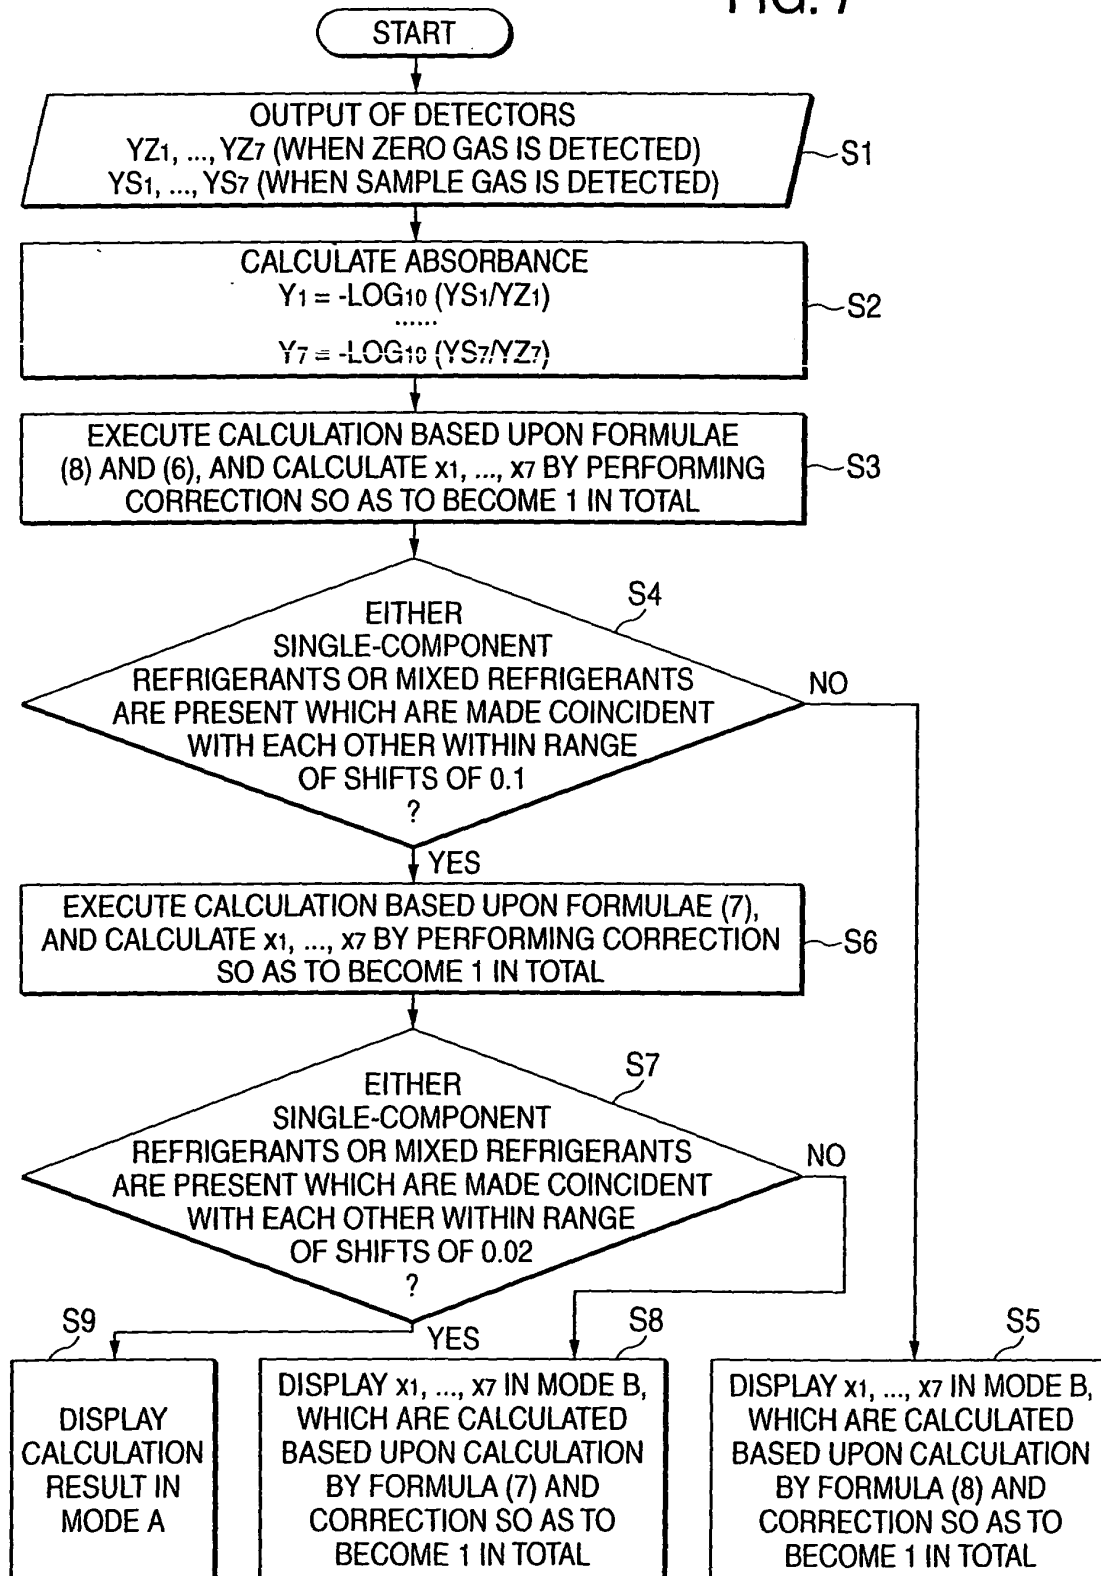 FIG. 7
START
OUTPUT OF DETECTORS
YZ1, ..., YZ7 (WHEN ZERO GAS IS DETECTED)
YS1, ..., YS7 (WHEN SAMPLE GAS IS DETECTED)
S1
CALCULATE ABSORBANCE
Y1 = -LOG10 (YS1/YZ1)
......
Y7 = -LOG10 (YS7/YZ7)
S2
EXECUTE CALCULATION BASED UPON FORMULAE
(8) AND (6), AND CALCULATE x1, ..., x7 BY PERFORMING
CORRECTION SO AS TO BECOME 1 IN TOTAL
S3
S4
EITHER
SINGLE-COMPONENT
REFRIGERANTS OR MIXED REFRIGERANTS
ARE PRESENT WHICH ARE MADE COINCIDENT
WITH EACH OTHER WITHIN RANGE
OF SHIFTS OF 0.1
?
NO
YES
EXECUTE CALCULATION BASED UPON FORMULAE (7),
AND CALCULATE x1, ..., x7 BY PERFORMING CORRECTION
SO AS TO BECOME 1 IN TOTAL
S6
S7
EITHER
SINGLE-COMPONENT
REFRIGERANTS OR MIXED REFRIGERANTS
ARE PRESENT WHICH ARE MADE COINCIDENT
WITH EACH OTHER WITHIN RANGE
OF SHIFTS OF 0.02
?
NO
YES
S9
DISPLAY
CALCULATION
RESULT IN
MODE A
S8
DISPLAY x1, ..., x7 IN MODE B,
WHICH ARE CALCULATED
BASED UPON CALCULATION
BY FORMULA (7) AND
CORRECTION SO AS TO
BECOME 1 IN TOTAL
S5
DISPLAY x1, ..., x7 IN MODE B,
WHICH ARE CALCULATED
BASED UPON CALCULATION
BY FORMULA (8) AND
CORRECTION SO AS TO
BECOME 1 IN TOTAL